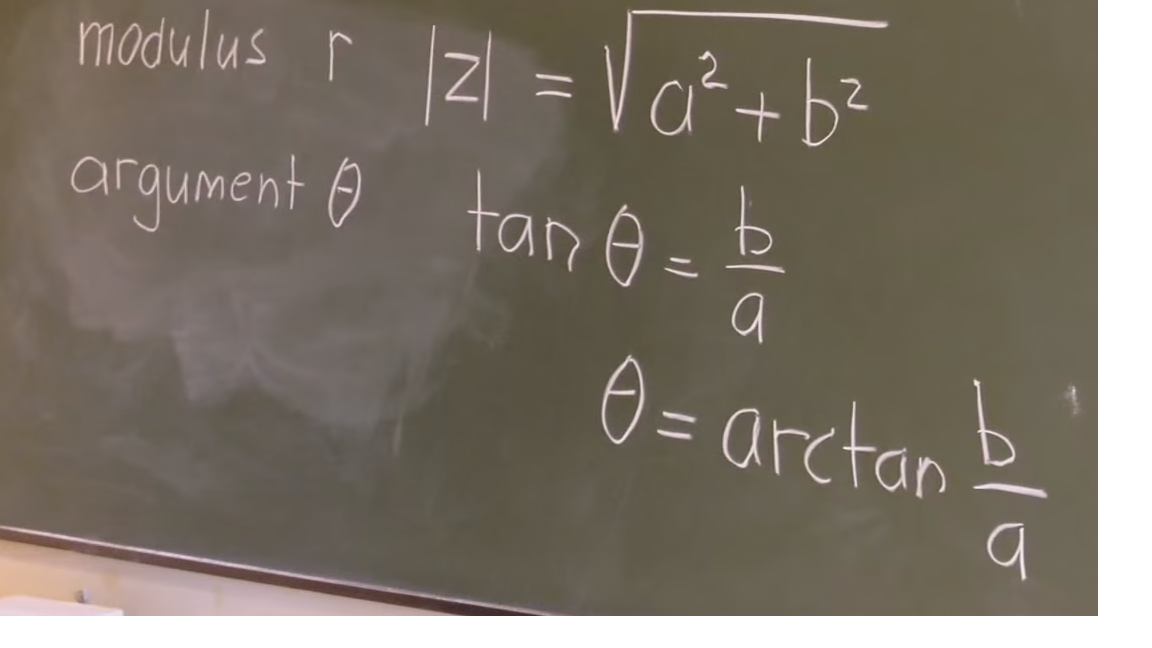 modulus r |z| = √a² + b²
argument θ tan θ = b/a
θ = arctan b/a